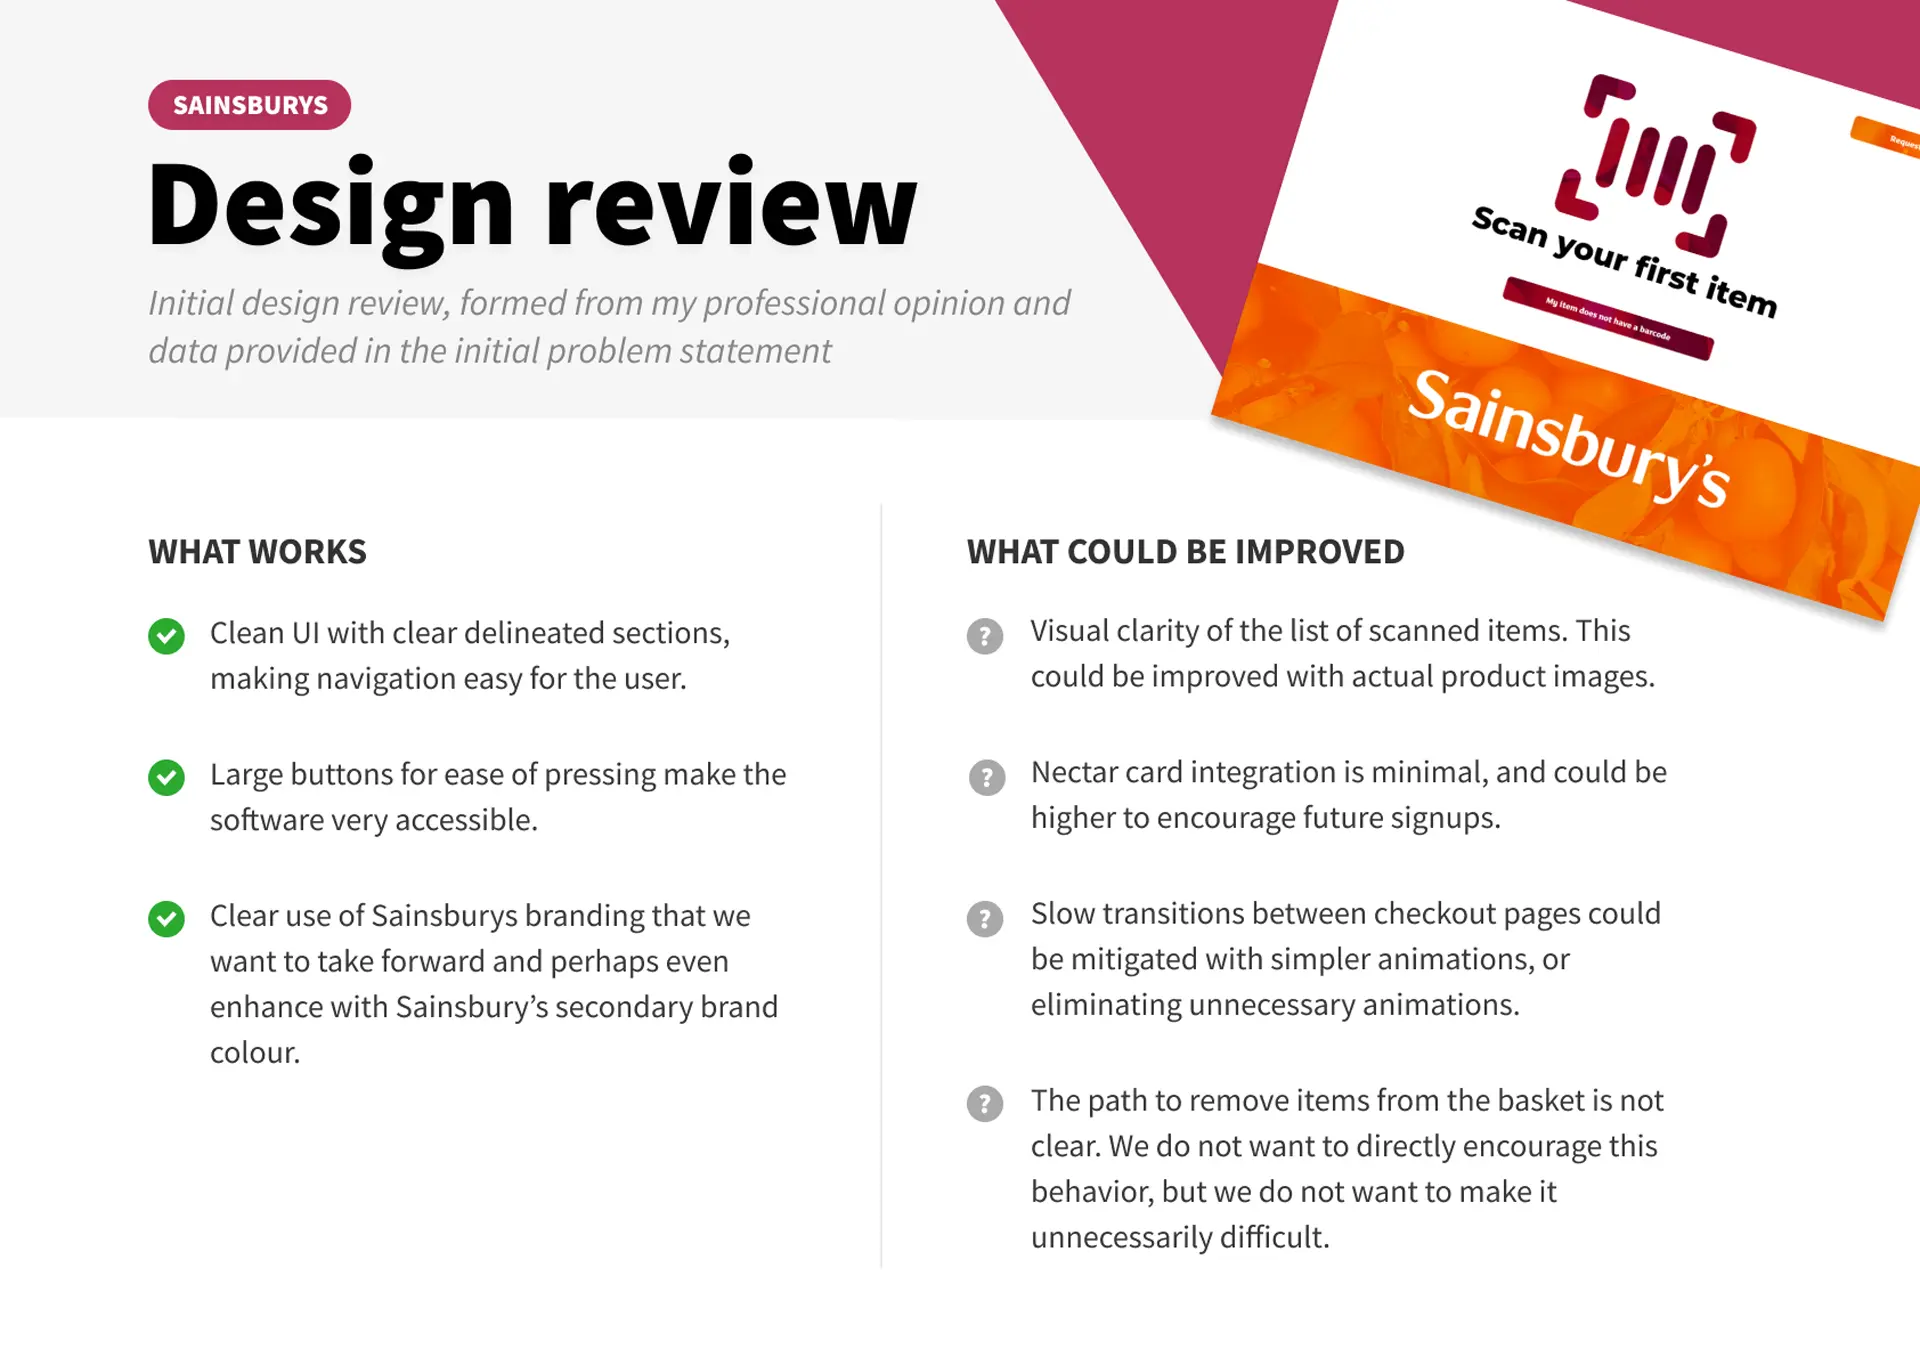 SAINSBURYS
Design review
Initial design review, formed from my professional opinion and
data provided in the initial problem statement
Request
Scan your first item
My item does not have a barcode
Sainsbury's
WHAT WORKS
Clean UI with clear delineated sections,
making navigation easy for the user.
Large buttons for ease of pressing make the
software very accessible.
Clear use of Sainsburys branding that we
want to take forward and perhaps even
enhance with Sainsbury’s secondary brand
colour.
WHAT COULD BE IMPROVED
Visual clarity of the list of scanned items. This
could be improved with actual product images.
Nectar card integration is minimal, and could be
higher to encourage future signups.
Slow transitions between checkout pages could
be mitigated with simpler animations, or
eliminating unnecessary animations.
The path to remove items from the basket is not
clear. We do not want to directly encourage this
behavior, but we do not want to make it
unnecessarily difficult.